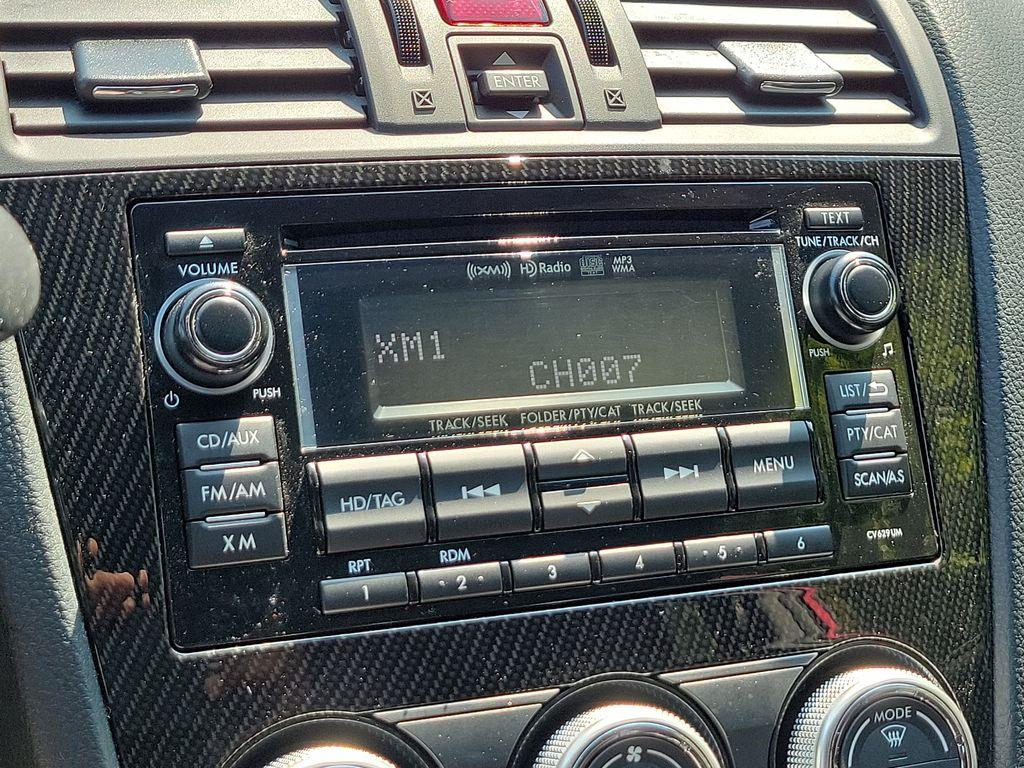 ENTER
TEXT
VOLUME
TUNE/TRACK/CH
((XM)) HD Radio MP3
WMA
XM1
CH007
PUSH
PUSH
TRACK/SEEK FOLDER/PTY/CAT TRACK/SEEK
CD/AUX
FM/AM
XM
HD/TAG
MENU
LIST/
PTY/CAT
SCAN/A.S
CV629UM
RPT RDM
1 2 3 4 5 6
MODE